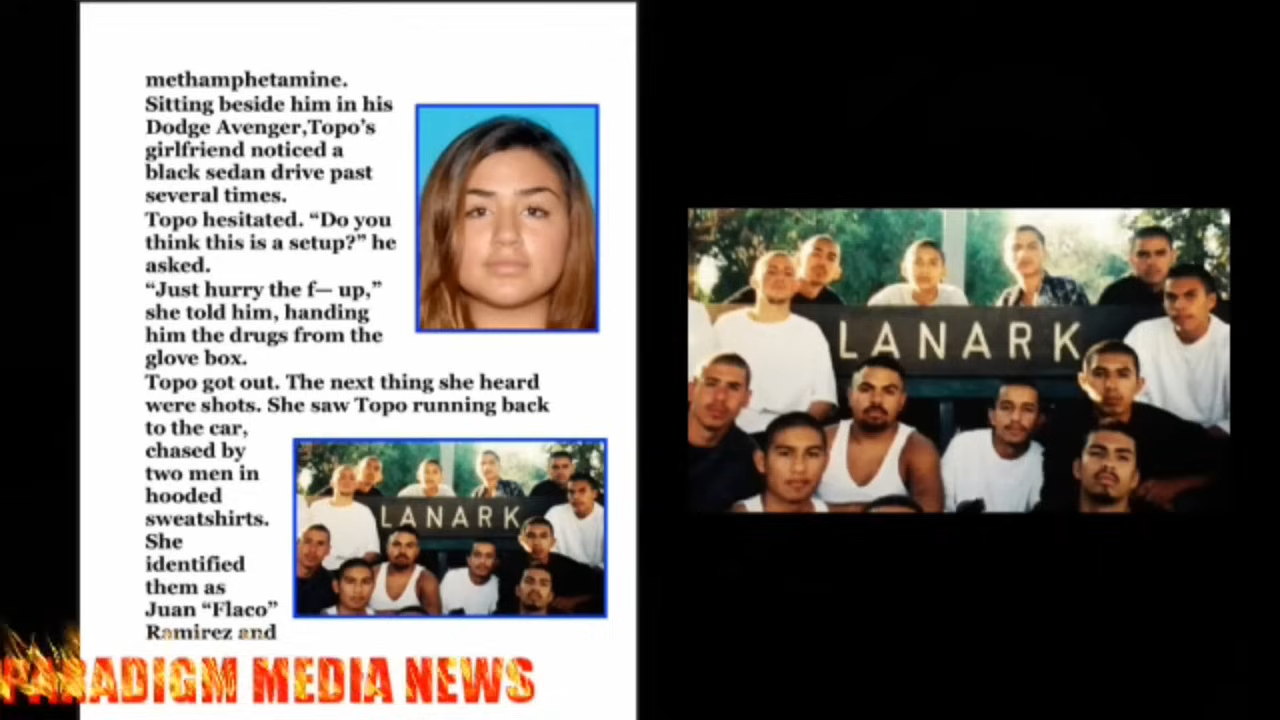 methamphetamine.
Sitting beside him in his
Dodge Avenger,Topo’s
girlfriend noticed a
black sedan drive past
several times.
Topo hesitated. “Do you
think this is a setup?” he
asked.
“Just hurry the f— up,”
she told him, handing
him the drugs from the
glove box.
Topo got out. The next thing she heard
were shots. She saw Topo running back
to the car,
chased by
two men in
hooded
sweatshirts.
She
identified
them as
Juan “Flaco”
Ramirez and
LANARK
PARADIGM MEDIA NEWS
LANARK